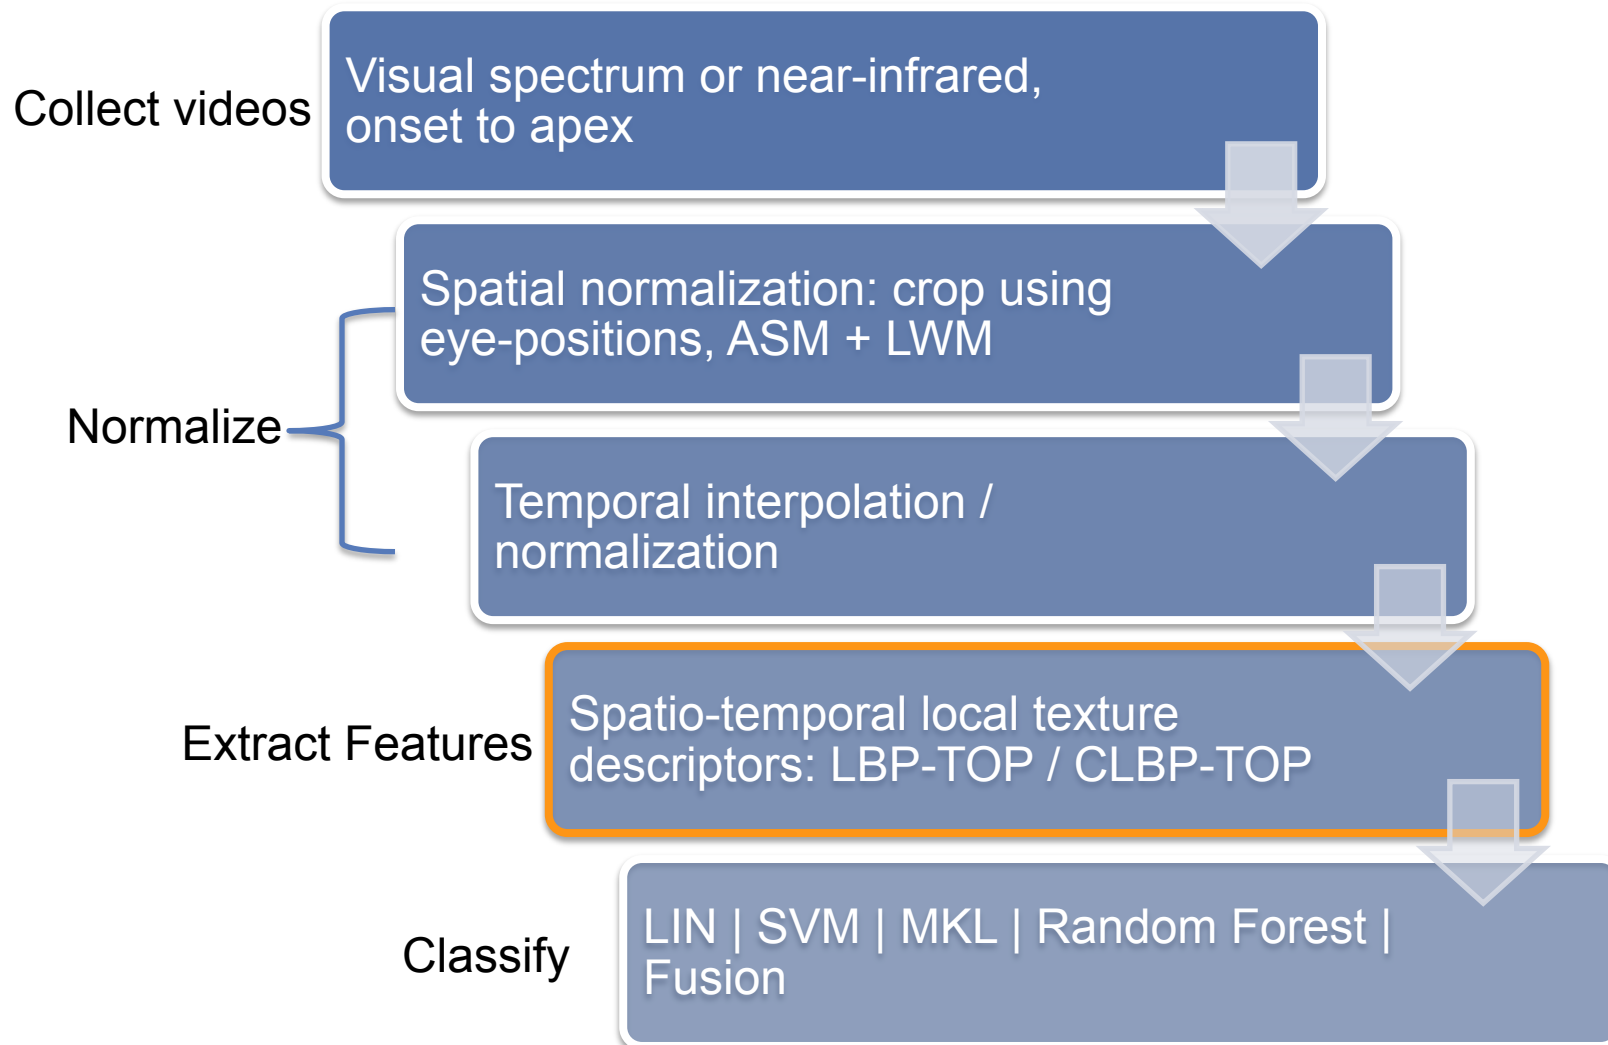 Collect videos
Visual spectrum or near-infrared,
onset to apex
Normalize
Spatial normalization: crop using
eye-positions, ASM + LWM
Temporal interpolation /
normalization
Extract Features
Spatio-temporal local texture
descriptors: LBP-TOP / CLBP-TOP
Classify
LIN | SVM | MKL | Random Forest |
Fusion